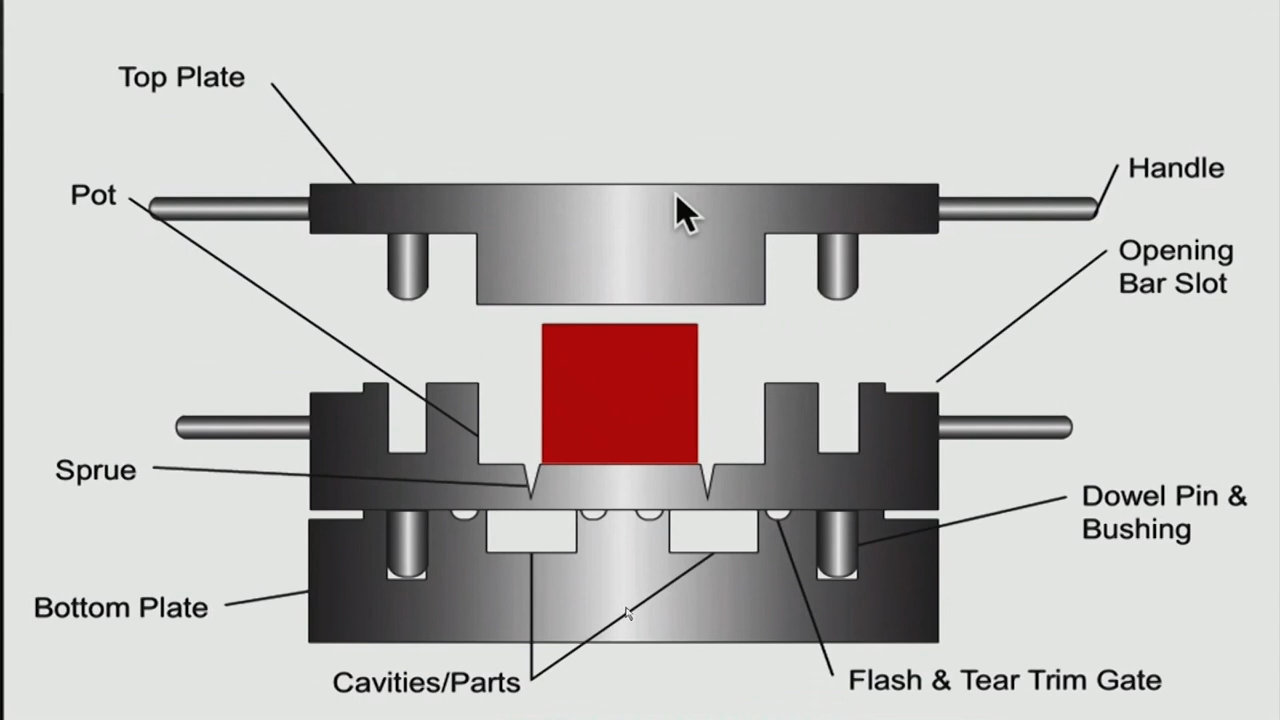 Top Plate
Handle
Pot
Opening
Bar Slot
Sprue
Dowel Pin &
Bushing
Bottom Plate
Cavities/Parts
Flash & Tear Trim Gate